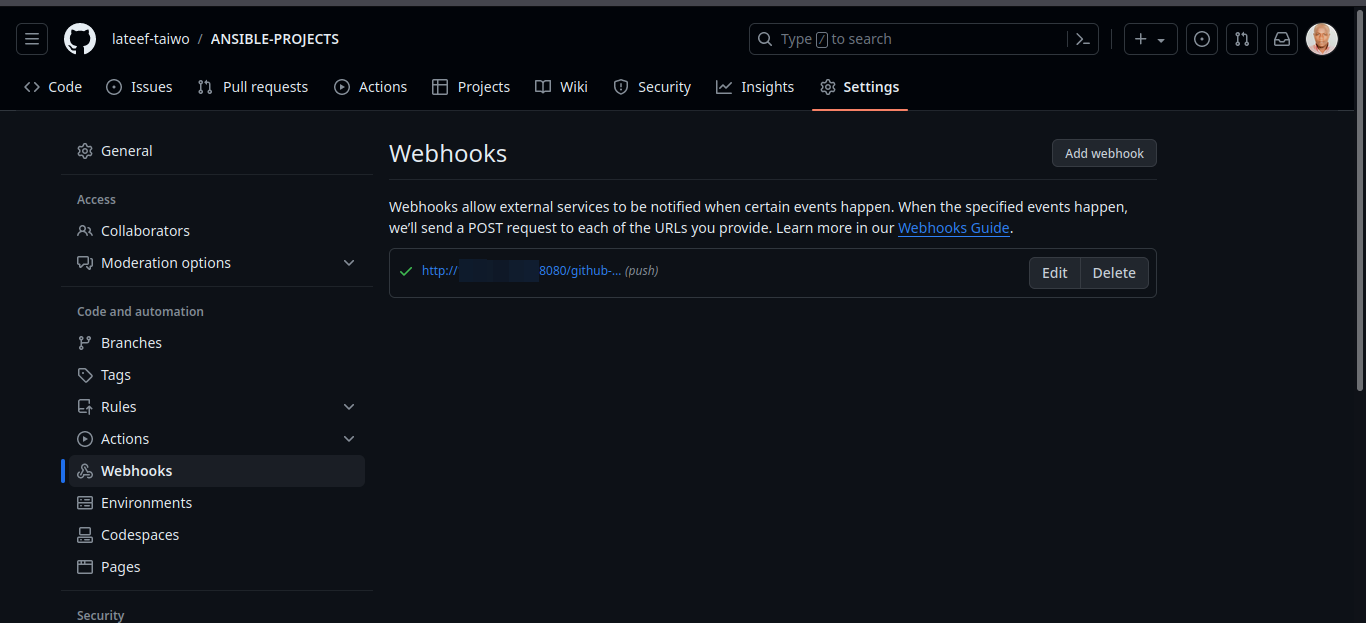 lateef-taiwo / ANSIBLE-PROJECTS
Type / to search
Code Issues Pull requests Actions Projects Wiki Security Insights Settings
General
Access
Collaborators
Moderation options
Code and automation
Branches
Tags
Rules
Actions
Webhooks
Environments
Codespaces
Pages
Security
Webhooks
Add webhook
Webhooks allow external services to be notified when certain events happen. When the specified events happen,
we’ll send a POST request to each of the URLs you provide. Learn more in our Webhooks Guide.
http:// 8080/github-... (push)
Edit Delete